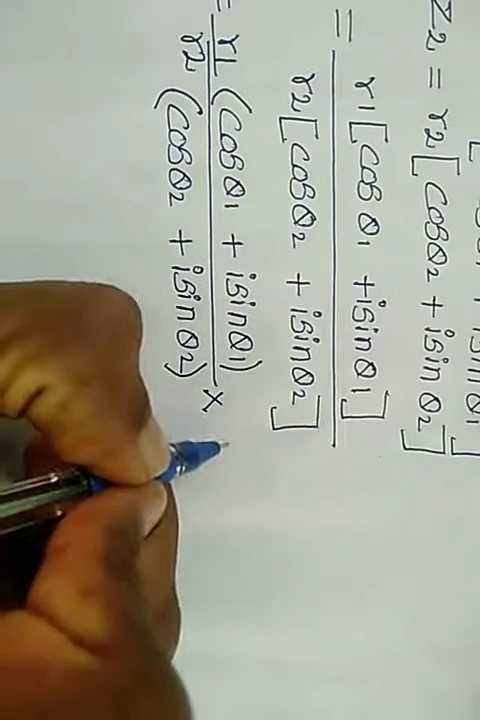 Z2 = r2 [cosθ2 + isinθ2]
= r1 [cosθ1 + isinθ1]
r2 [cosθ2 + isinθ2]
= r1 (cosθ1 + isinθ1) ×
r2 (cosθ2 + isinθ2)